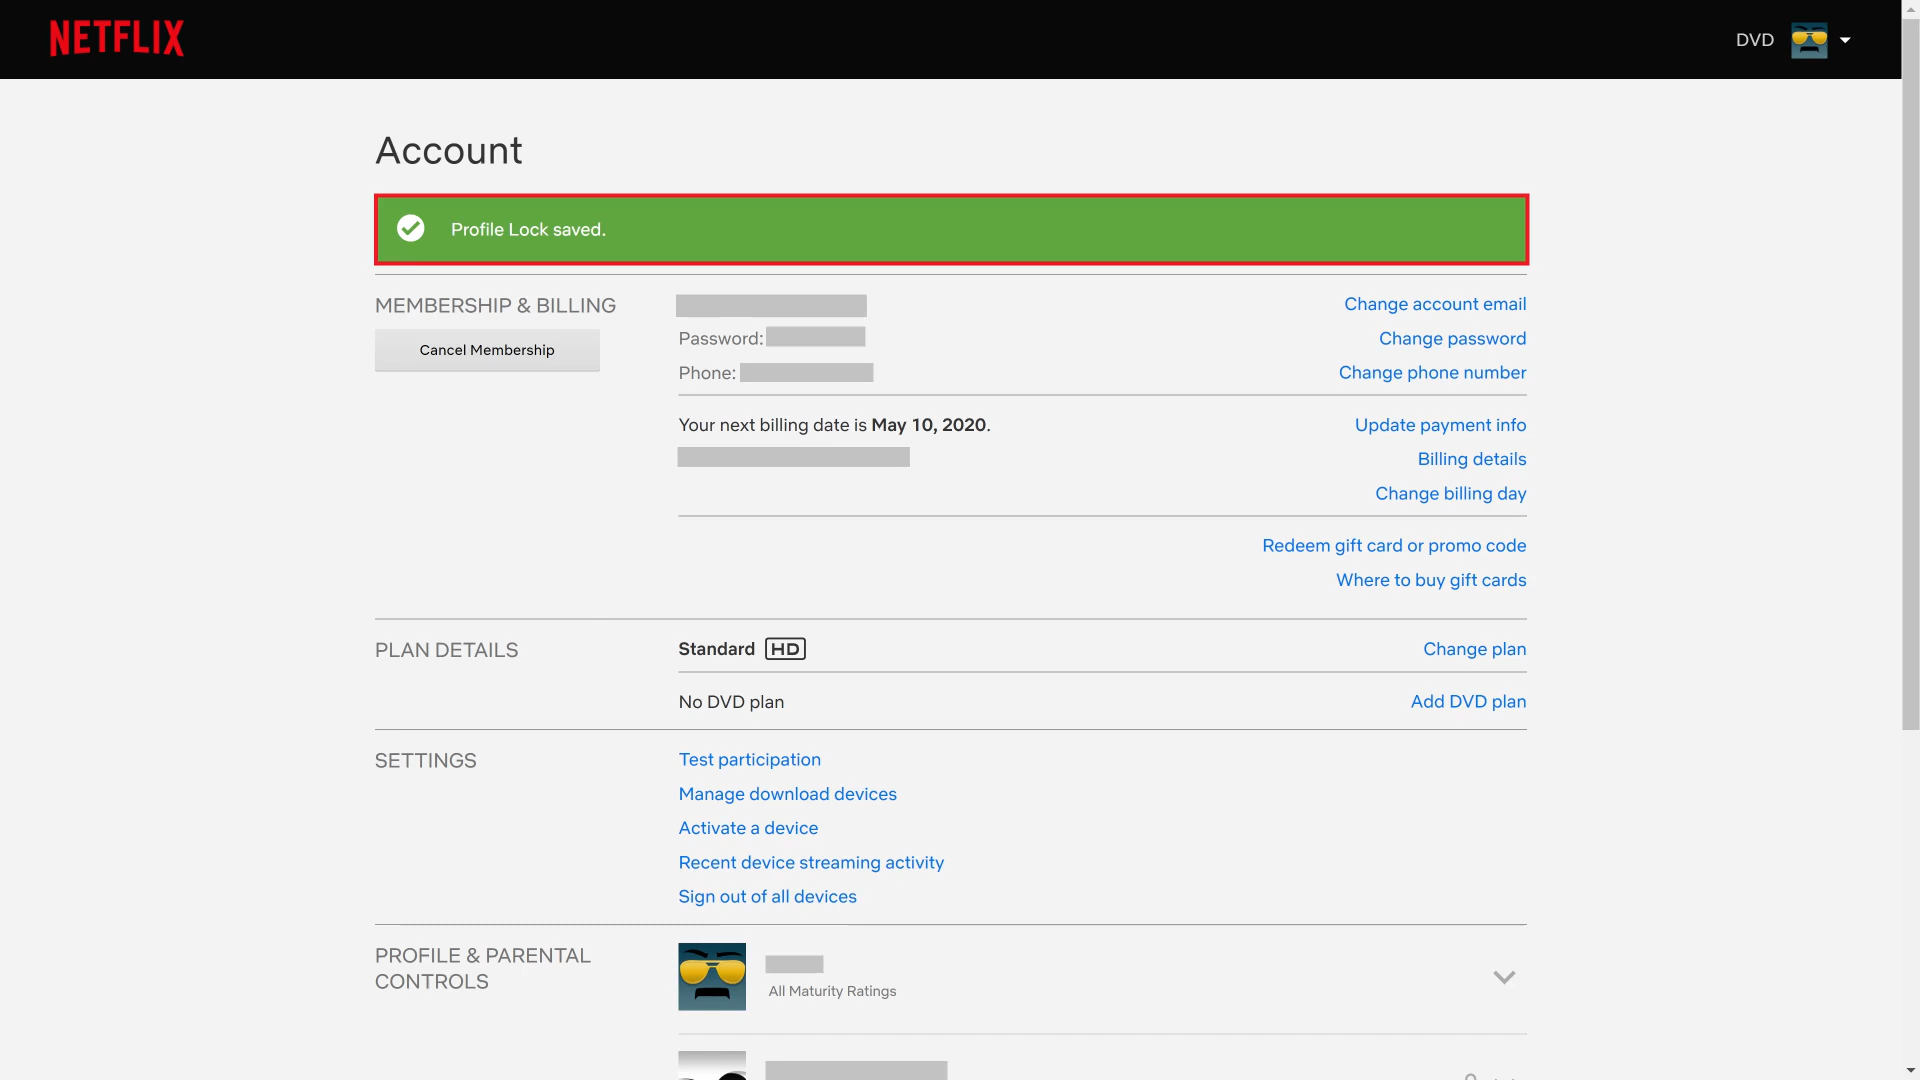 NETFLIX
DVD
Account
Profile Lock saved.
MEMBERSHIP & BILLING
Cancel Membership
Change account email
Password:
Change password
Phone:
Change phone number
Your next billing date is May 10, 2020.
Update payment info
Billing details
Change billing day
Redeem gift card or promo code
Where to buy gift cards
PLAN DETAILS
Standard HD
Change plan
No DVD plan
Add DVD plan
SETTINGS
Test participation
Manage download devices
Activate a device
Recent device streaming activity
Sign out of all devices
PROFILE & PARENTAL
CONTROLS
All Maturity Ratings